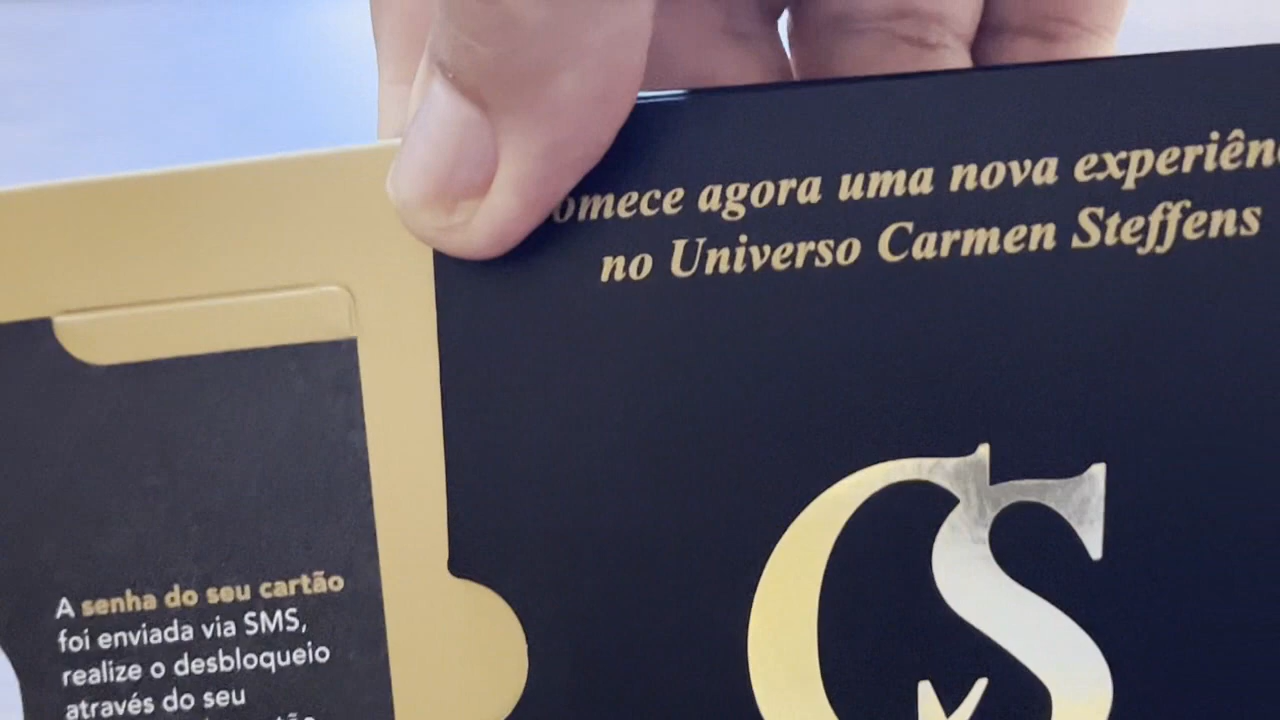 omece agora uma nova experiên
no Universo Carmen Steffens
CS
A senha do seu cartão
foi enviada via SMS,
realize o desbloqueio
através do seu